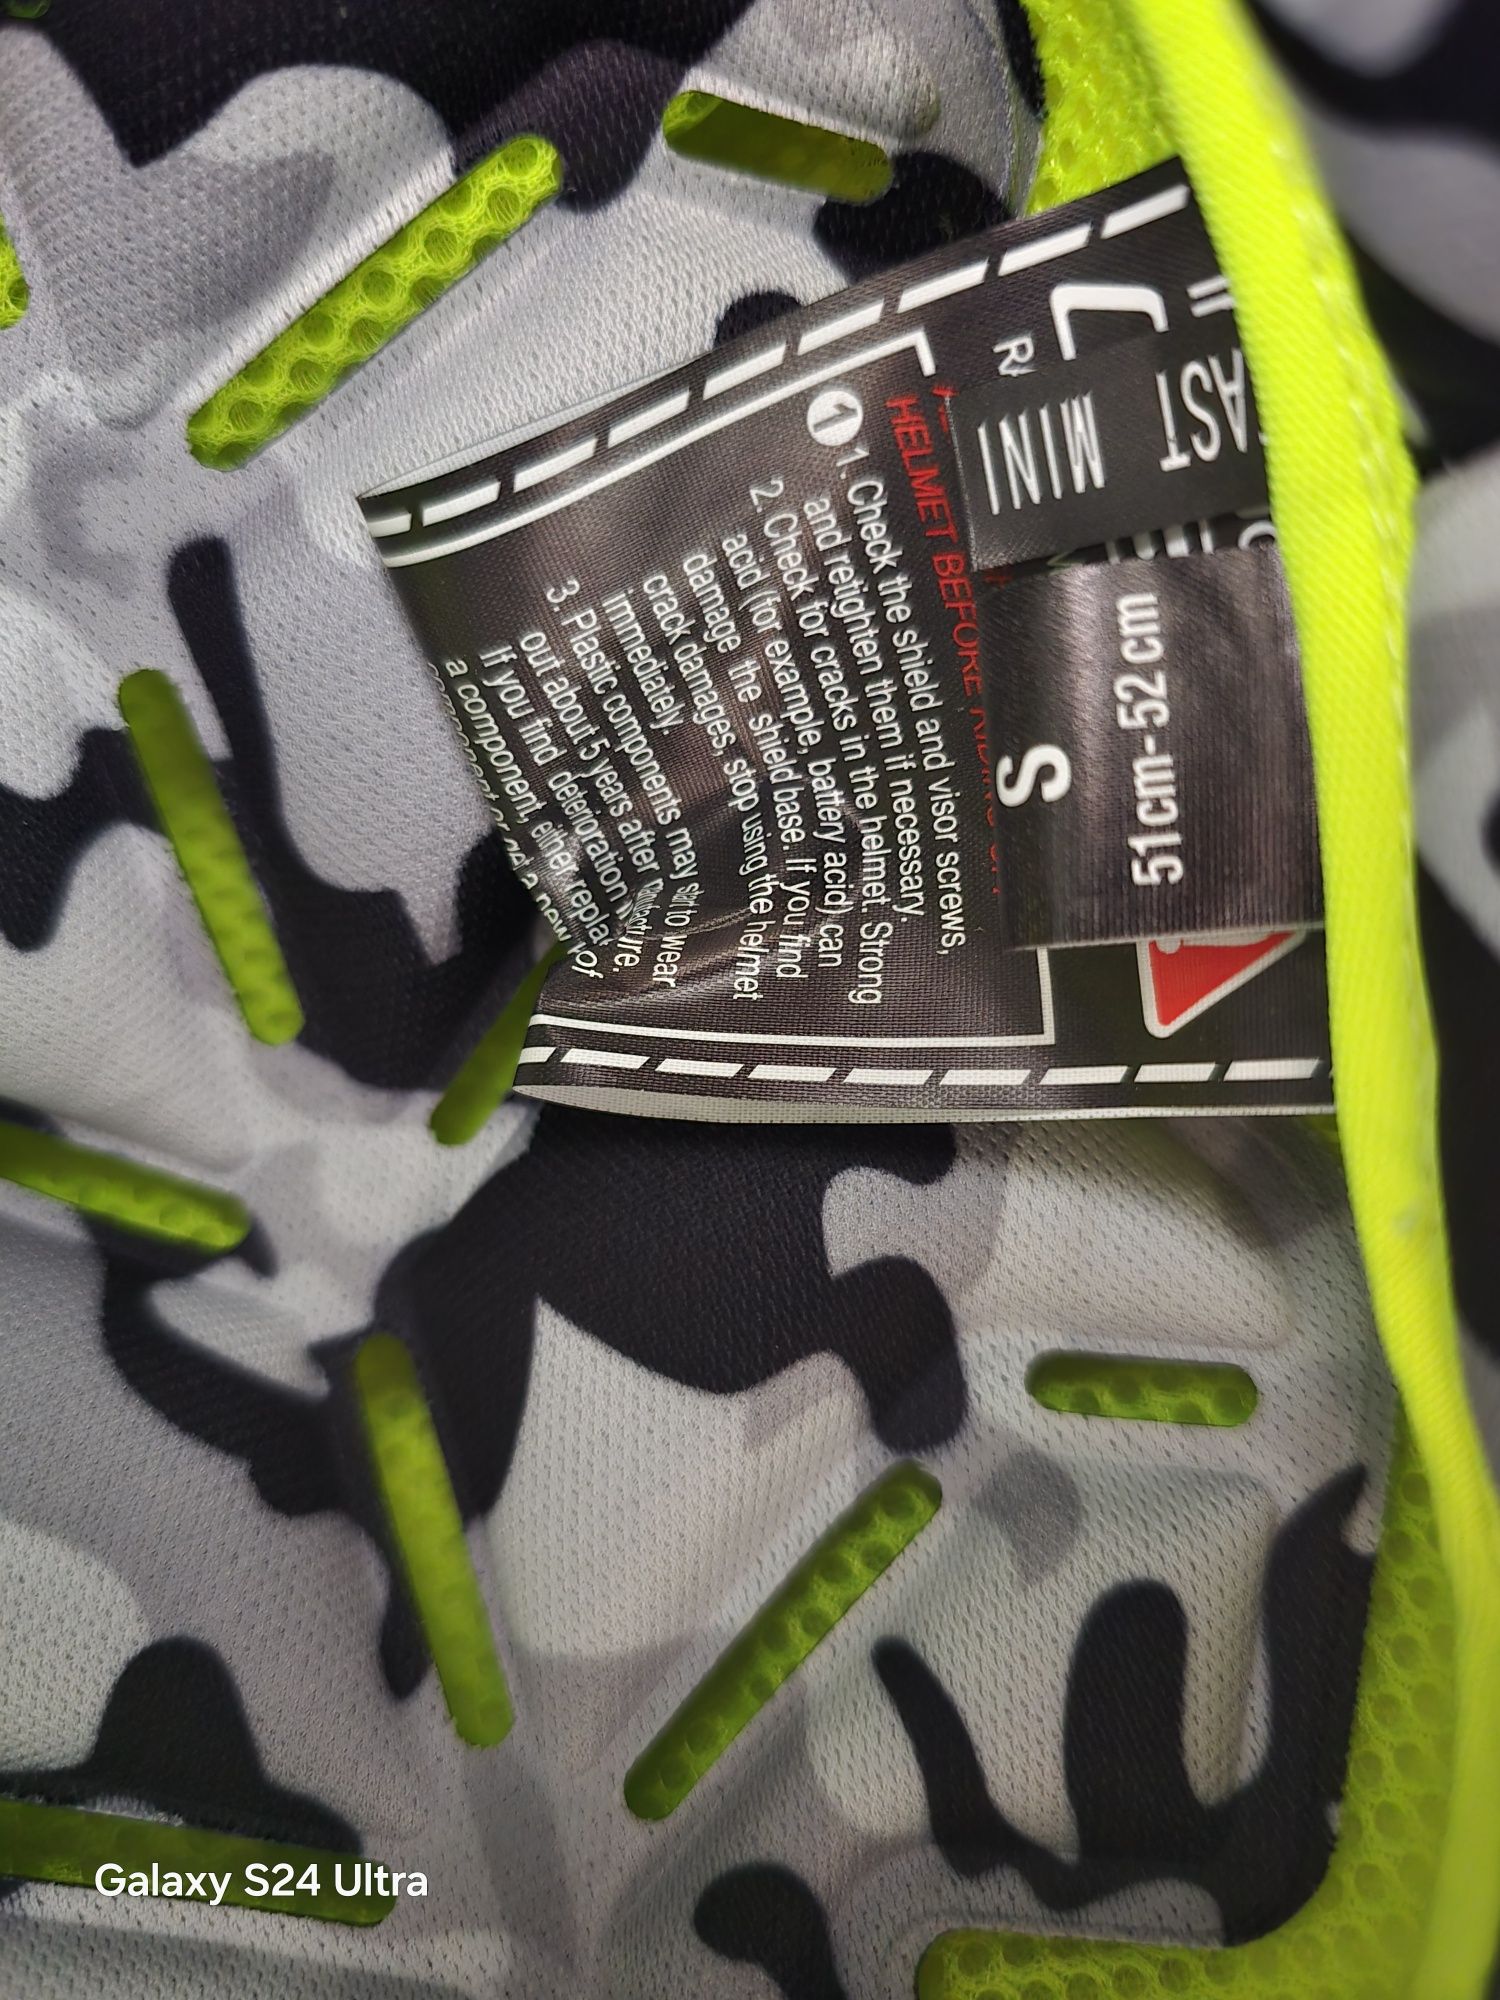 FAST
MINI
S
51cm-52cm
HELMET BEFORE
1
1. Check the shield and visor screws,
and retighten them if necessary.
2. Check for cracks in the helmet. Strong
acid (for example, battery acid) can
damage the shield base. If you find
crack damages, stop using the helmet
immediately.
3. Plastic components may start to wear
out about 5 years after
If you find deterioration
a component, either
Galaxy S24 Ultra